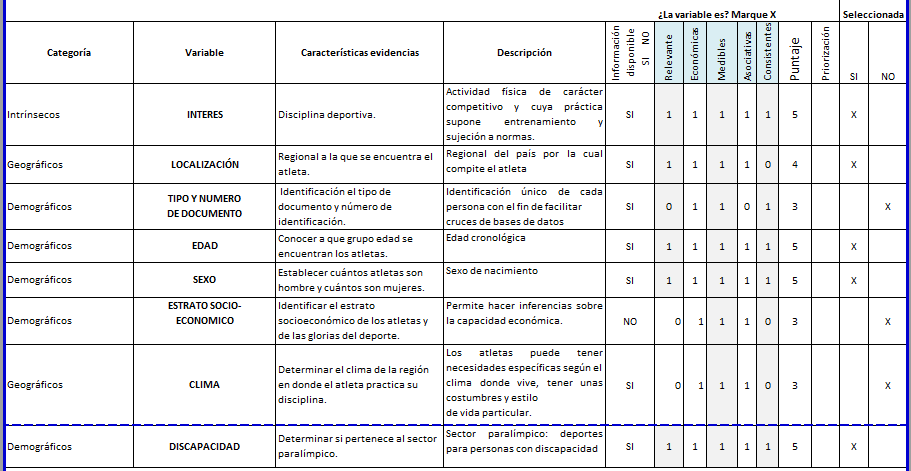 ¿La variable es? Marque X Seleccionada
Categoría Variable Características evidencias Descripción Información disponible SI NO Relevante Económicas Medibles Asociativas Consistentes Puntaje Priorización SI NO
Intrínsecos INTERES Disciplina deportiva. Actividad física de carácter
competitivo y cuya práctica
supone entrenamiento y
sujeción a normas. SI 1 1 1 1 1 5 X
Geográficos LOCALIZACIÓN Regional a la que se encuentra el
atleta. Regional del país por la cual
compite el atleta SI 1 1 1 1 0 4 X
Demográficos TIPO Y NUMERO
DE DOCUMENTO Identificación el tipo de
documento y número de
identificación. Identificación único de cada
persona con el fin de facilitar
cruces de bases de datos SI 0 1 1 0 1 3 X
Demográficos EDAD Conocer a que grupo edad se
encuentran los atletas. Edad cronológica SI 1 1 1 1 1 5 X
Demográficos SEXO Establecer cuántos atletas son
hombre y cuántos son mujeres. Sexo de nacimiento SI 1 1 1 1 1 5 X
Demográficos ESTRATO SOCIO-
ECONOMICO Identificar el estrato
socioeconómico de los atletas y
de las glorias del deporte. Permite hacer inferencias sobre
la capacidad económica. NO 0 1 1 1 0 3 X
Geográficos CLIMA Determinar el clima de la región
en donde el atleta practica su
disciplina. Los atletas puede tener
necesidades específicas según el
clima donde vive, tener unas
costumbres y estilo
de vida particular. SI 0 1 1 1 0 3 X
Demográficos DISCAPACIDAD Determinar si pertenece al sector
paralímpico. Sector paralímpico: deportes
para personas con discapacidad SI 1 1 1 1 1 5 X